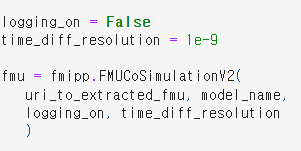 logging_on = False
time_diff_resolution = 1e-9
fmu = fmipp.FMUCoSimulationV2(
uri_to_extracted_fmu, model_name,
logging_on, time_diff_resolution
)